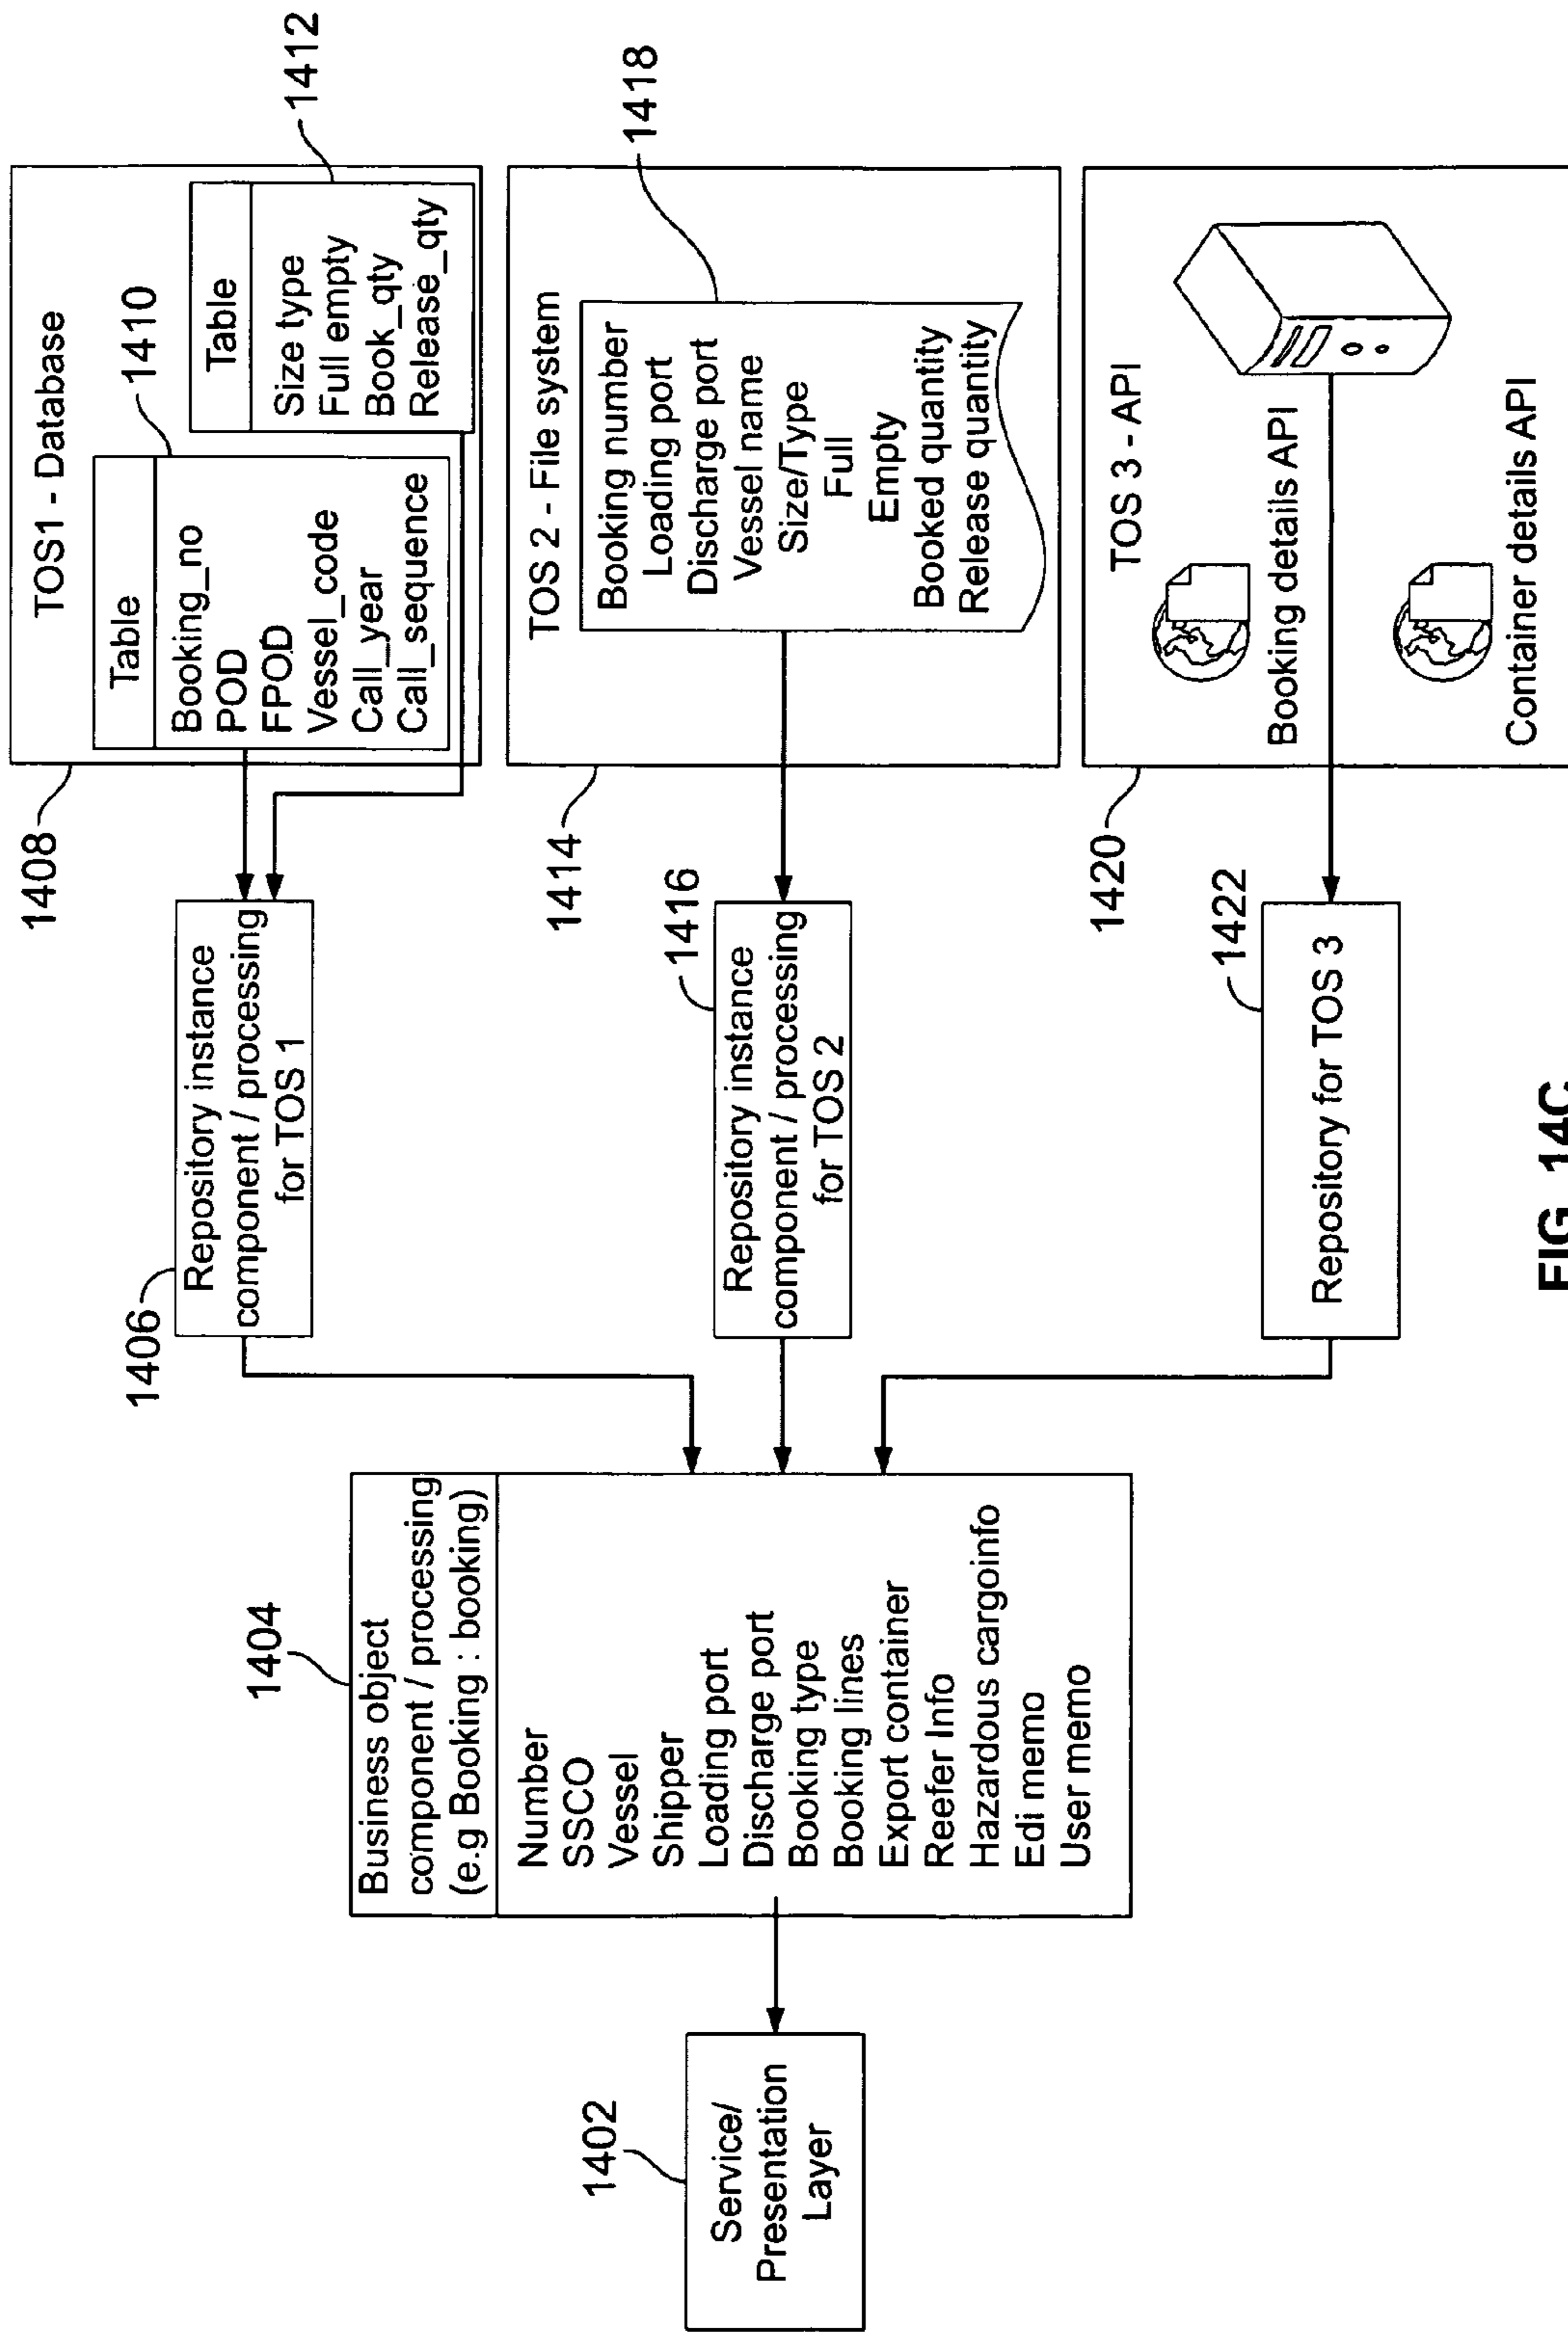 1402
Service/
Presentation
Layer
1404
Business object
component / processing
(e.g Booking : booking)
Number
SSCO
Vessel
Shipper
Loading port
Discharge port
Booking type
Booking lines
Export container
Reefer Info
Hazardous cargoinfo
Edi memo
User memo
1406
Repository instance
component / processing
for TOS 1
1416
Repository instance
component / processing
for TOS 2
1422
Repository for TOS 3
1408
TOS1 - Database
1410
Table
Booking_no
POD
FPOD
Vessel_code
Call_year
Call_sequence
1412
Table
Size type
Full empty
Book_qty
Release_qty
1414
TOS 2 - File system
1418
Booking number
Loading port
Discharge port
Vessel name
Size/Type
Full
Empty
Booked quantity
Release quantity
1420
TOS 3 - API
Booking details API
Container details API
FIG. 14C